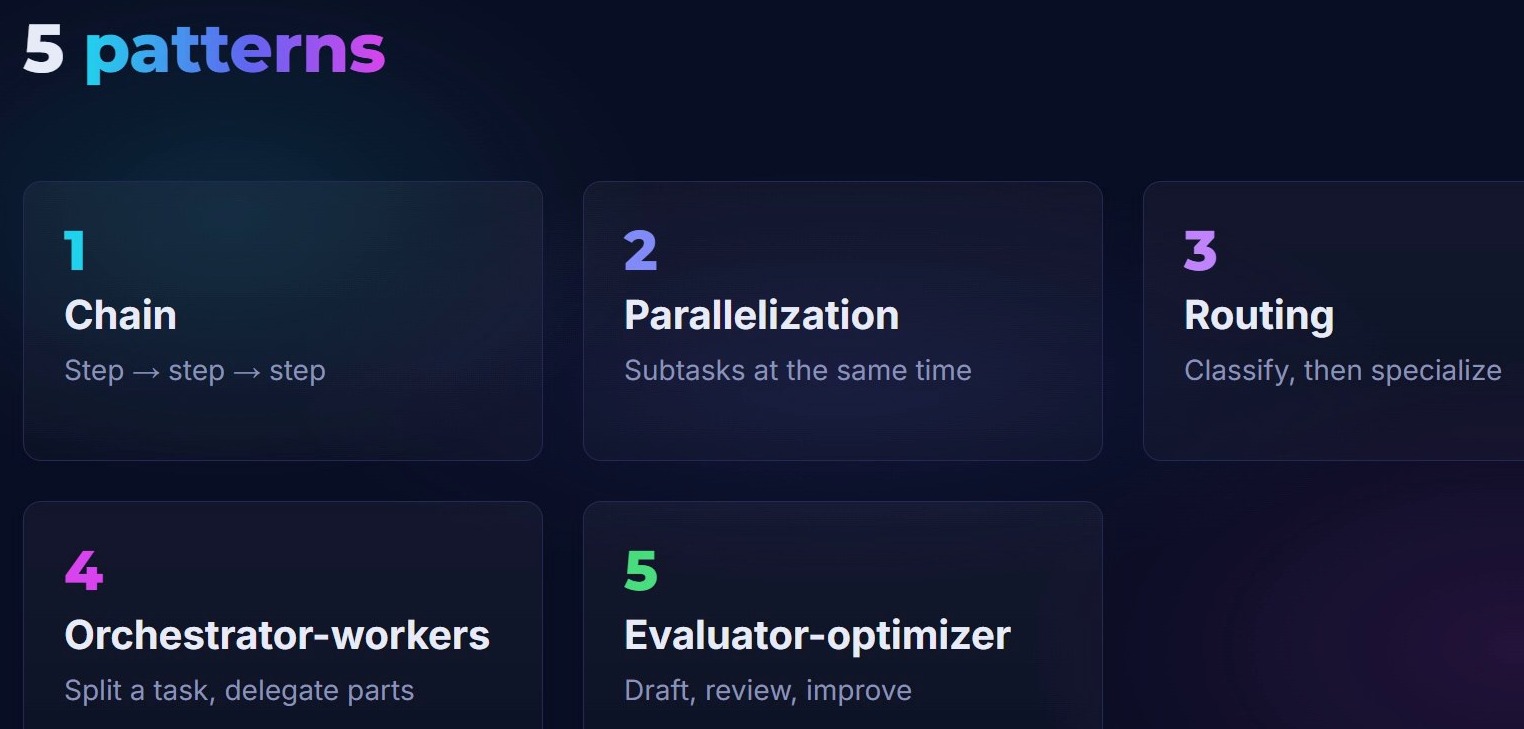 5 patterns
1
Chain
Step → step → step
2
Parallelization
Subtasks at the same time
3
Routing
Classify, then specialize
4
Orchestrator-workers
Split a task, delegate parts
5
Evaluator-optimizer
Draft, review, improve